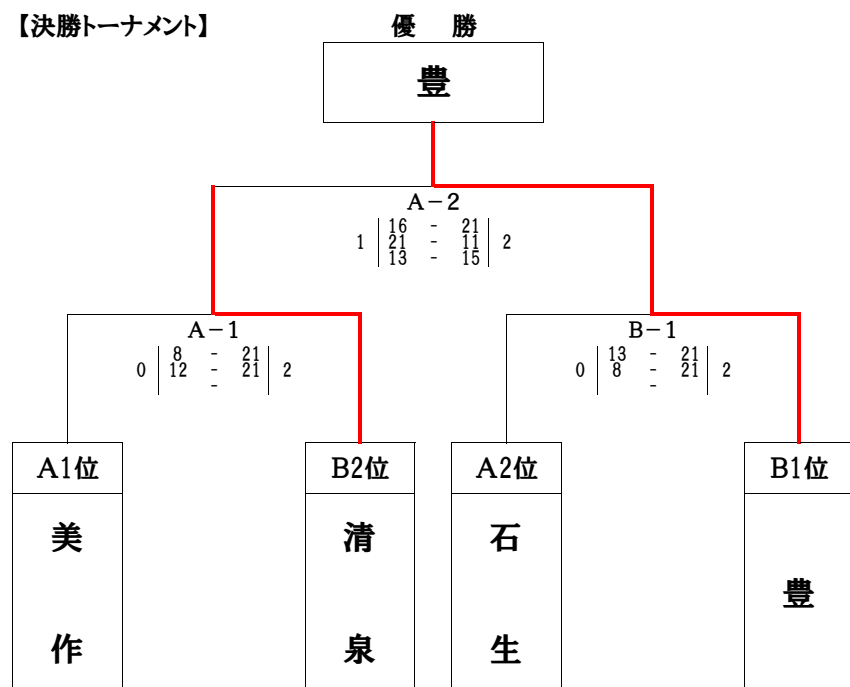 【決勝トーナメント】 優 勝
豊
A-2
16 - 21
1 21 - 11 2
13 - 15
A-1 B-1
8 - 21 13 - 21
0 12 - 21 2 0 8 - 21 2
- -
A1位 B2位 A2位 B1位
美作 清泉 石生 豊